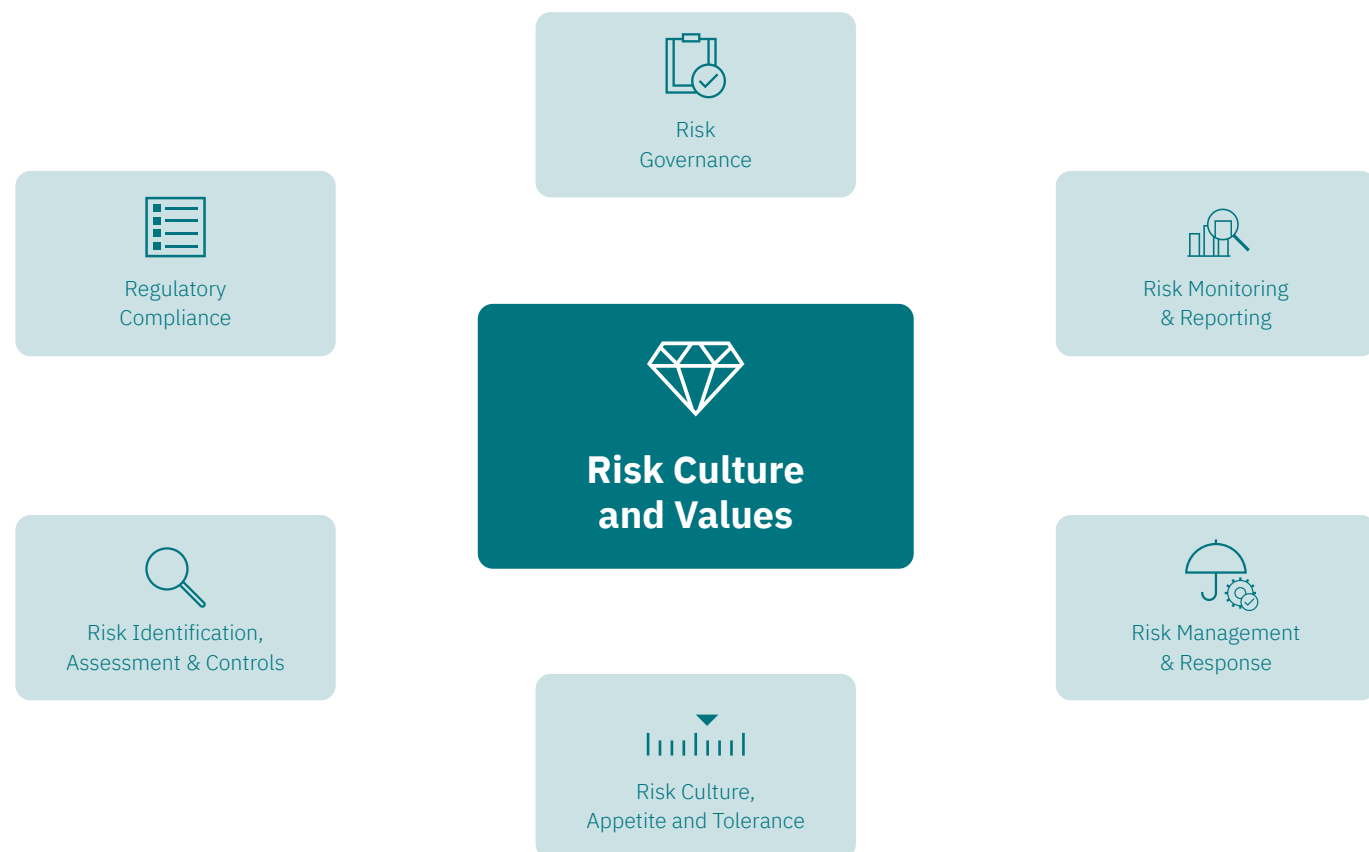 Risk
Governance
Regulatory
Compliance
Risk Monitoring
& Reporting
Risk Culture
and Values
Risk Identification,
Assessment & Controls
Risk Management
& Response
Risk Culture,
Appetite and Tolerance